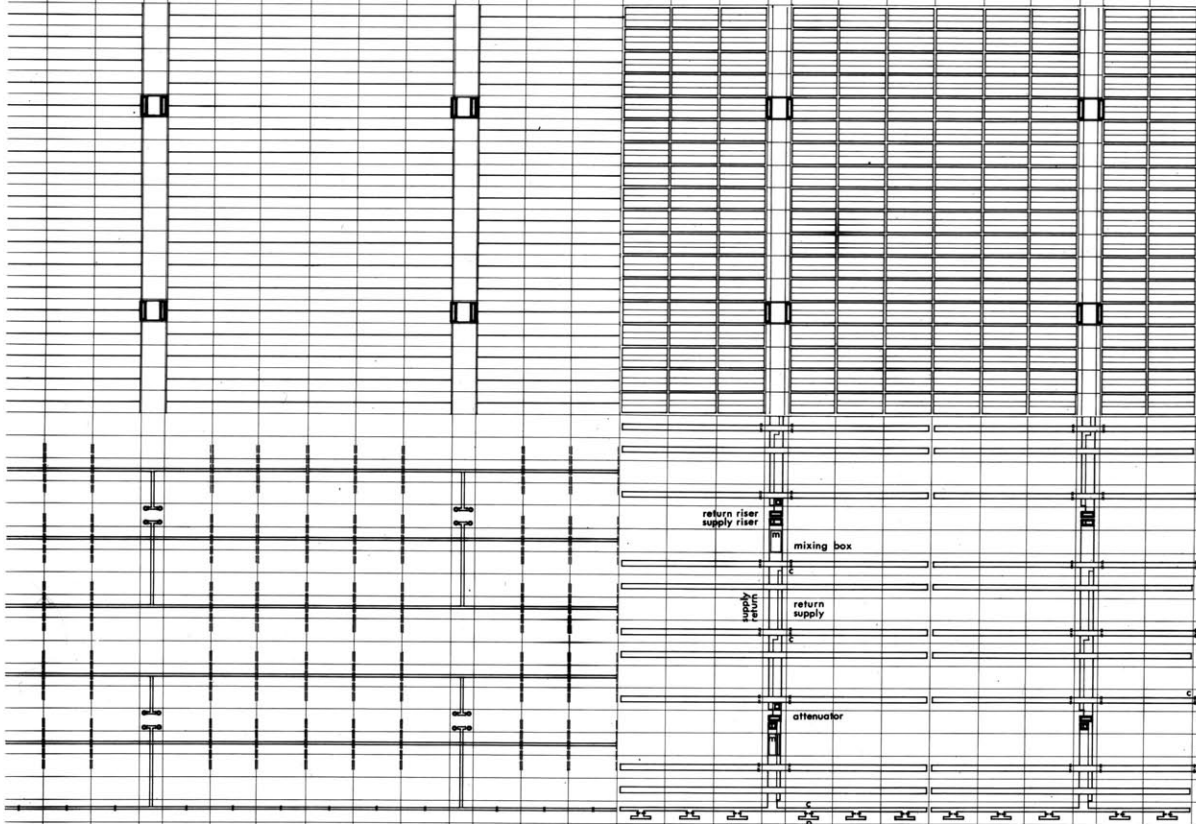 return riser
supply riser
m
mixing box
c
supply
return
return
supply
c
c
attenuator
m
c